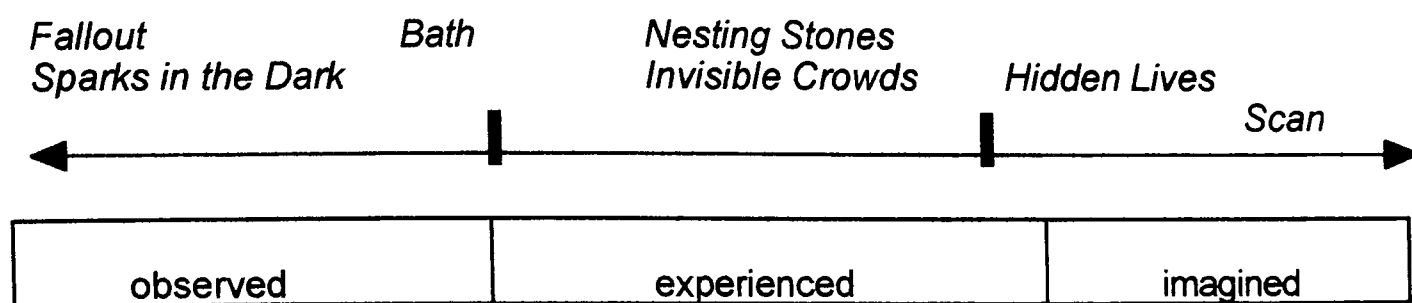 Fallout Bath Nesting Stones
Sparks in the Dark Invisible Crowds Hidden Lives
Scan
observed experienced imagined